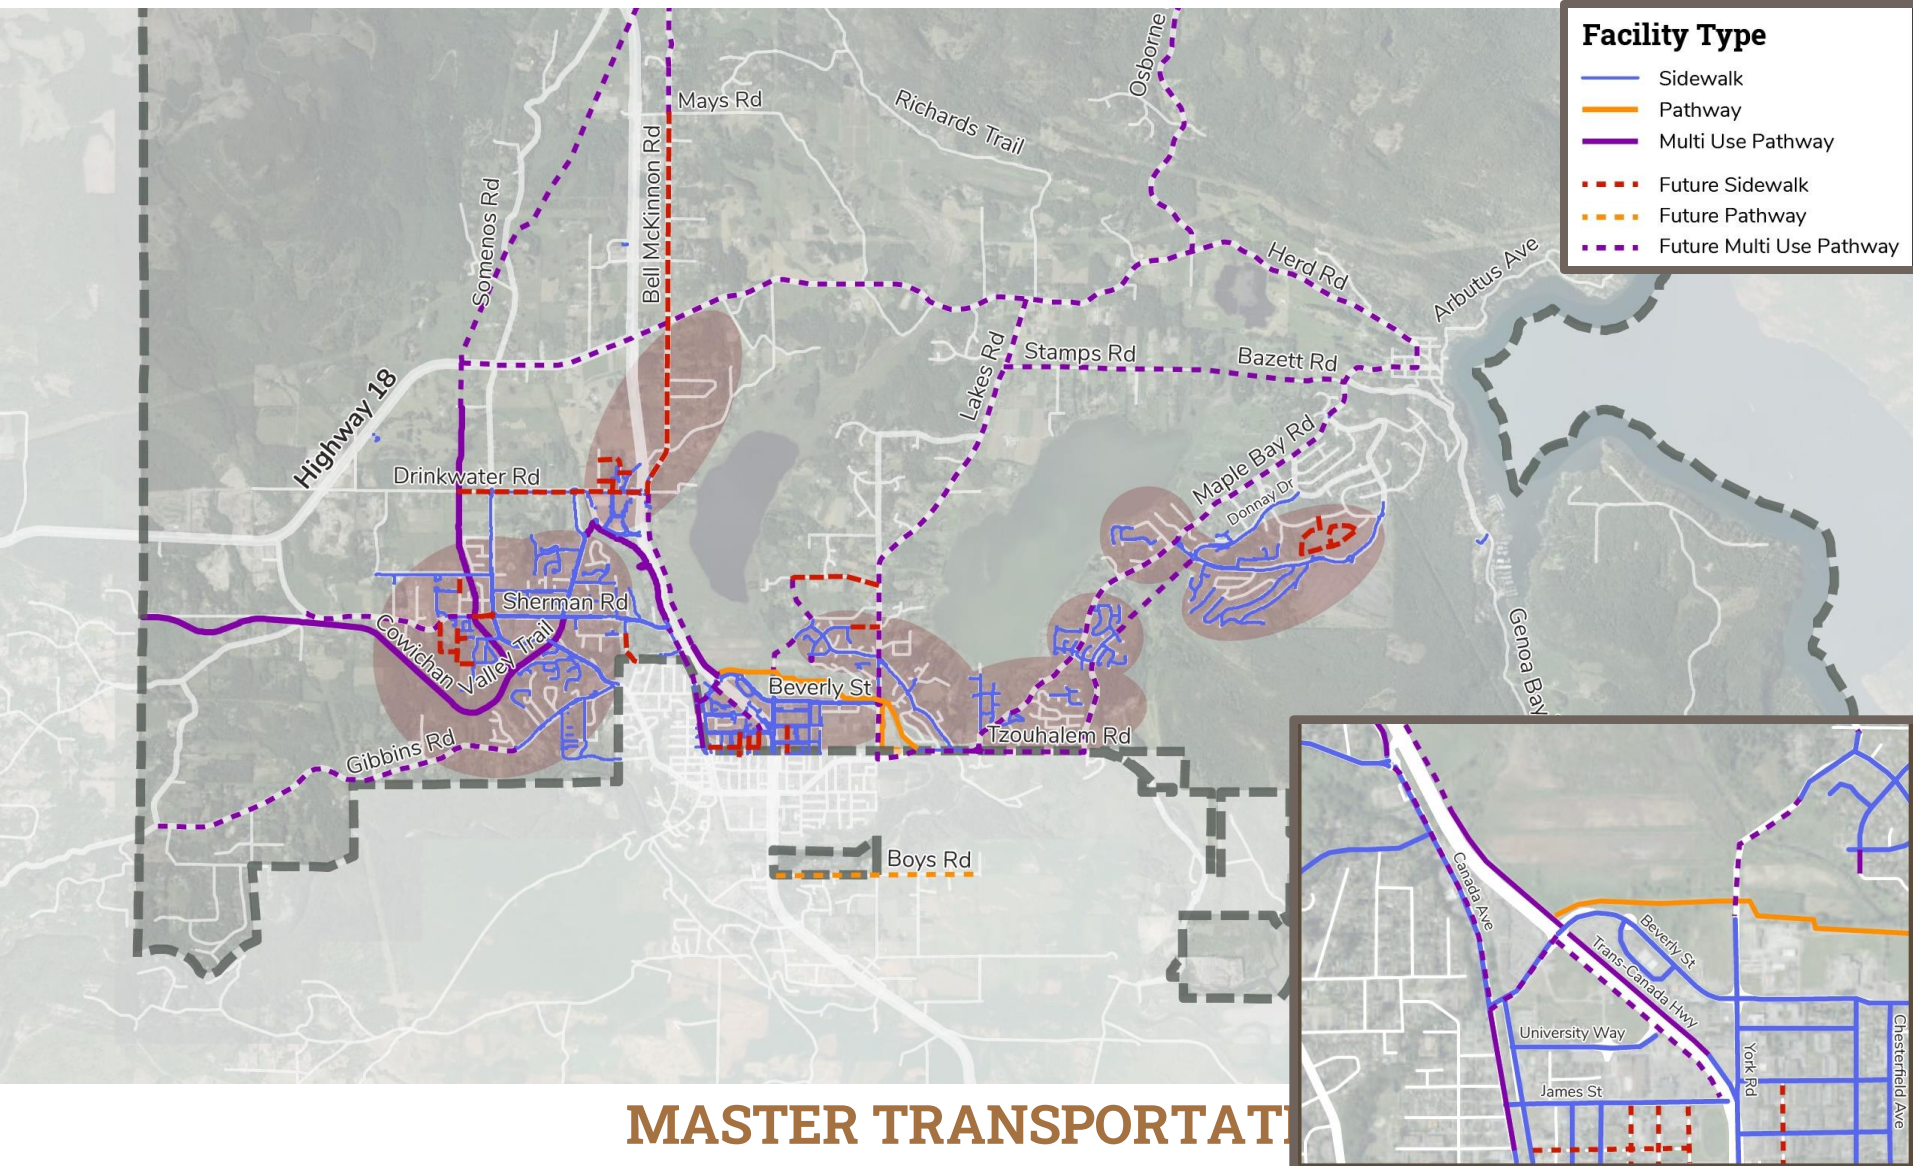 Facility Type
Sidewalk
Pathway
Multi Use Pathway
Future Sidewalk
Future Pathway
Future Multi Use Pathway
Osborne
Mays Rd
Richards Trail
Bell McKinnon Rd
Somenos Rd
Herd Rd
Arbutus Ave
Stamps Rd
Bazett Rd
Lakes Rd
Highway 18
Maple Bay Rd
Drinkwater Rd
Donnay Dr
Sherman Rd
Cowichan Valley Trail
Genoa Bay
Beverly St
Gibbins Rd
Tzouhalem Rd
Boys Rd
Canada Ave
Beverly St
Trans-Canada Hwy
University Way
York Rd
Chesterfield Ave
James St
MASTER TRANSPORTATI